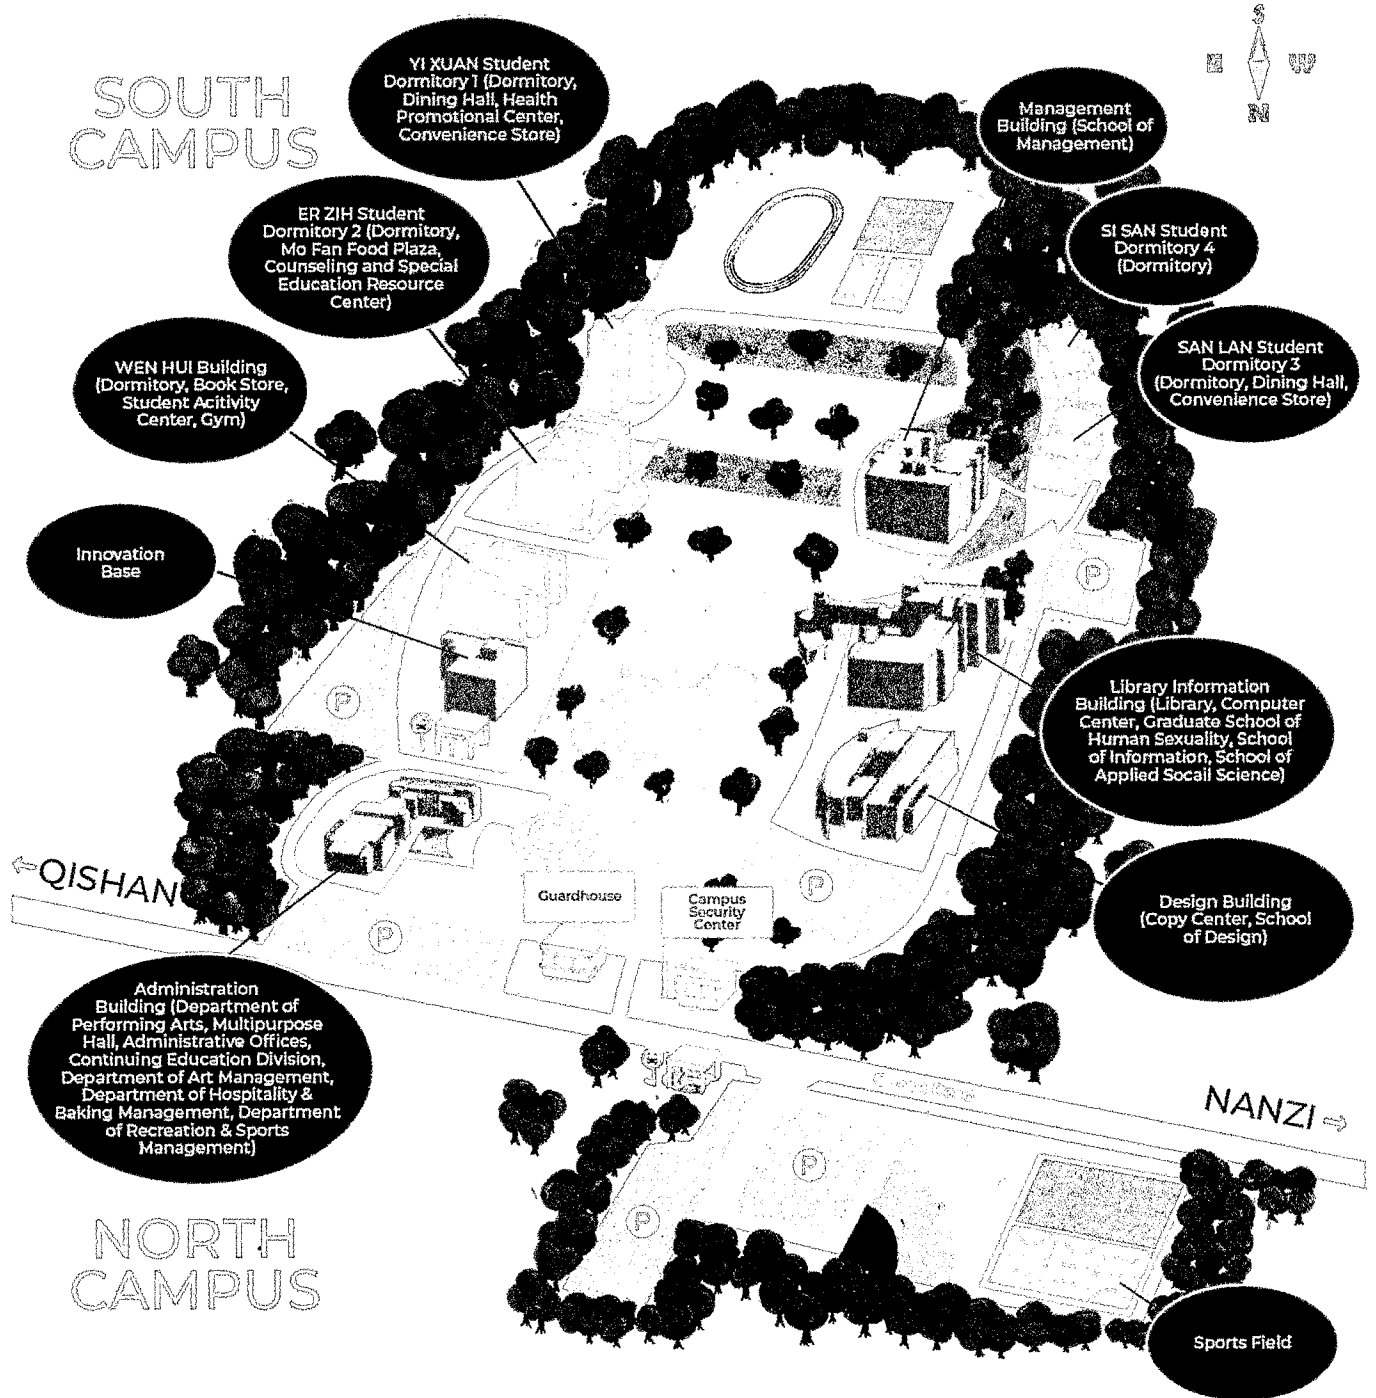 S
E
W
N
SOUTH
CAMPUS
YI XUAN Student
Dormitory 1 (Dormitory,
Dining Hall, Health
Promotional Center,
Convenience Store)
Management
Building (School of
Management)
ER ZIH Student
Dormitory 2 (Dormitory,
Mo Fan Food Plaza,
Counseling and Special
Education Resource
Center)
SI SAN Student
Dormitory 4
(Dormitory)
WEN HUI Building
(Dormitory, Book Store,
Student Acitivity
Center, Gym)
SAN LAN Student
Dormitory 3
(Dormitory, Dining Hall,
Convenience Store)
Innovation
Base
P
P
Library Information
Building (Library, Computer
Center, Graduate School of
Human Sexuality, School
of Information, School of
Applied Socail Science)
←QISHAN
Guardhouse
Campus
Security
Center
P
P
Design Building
(Copy Center, School
of Design)
Administration
Building (Department of
Performing Arts, Multipurpose
Hall, Administrative Offices,
Continuing Education Division,
Department of Art Management,
Department of Hospitality &
Baking Management, Department
of Recreation & Sports
Management)
NANZI→
P
P
NORTH
CAMPUS
Sports Field